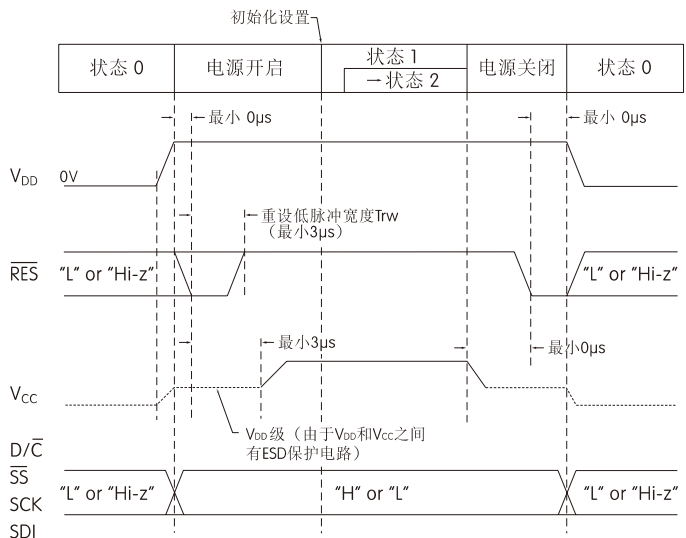 初始化设置
状态 0
电源开启
状态 1
→状态 2
电源关闭
状态 0
最小 0μs
最小 0μs
VDD
0V
重设低脉冲宽度Trw
（最小3μs）
RES
"L" or "Hi-z"
"L" or "Hi-z"
最小3μs
最小0μs
VCC
VDD 级（由于VDD和VCC之间
有ESD保护电路）
D/C
SS
SCK
SDI
"L" or "Hi-z"
"H" or "L"
"L" or "Hi-z"